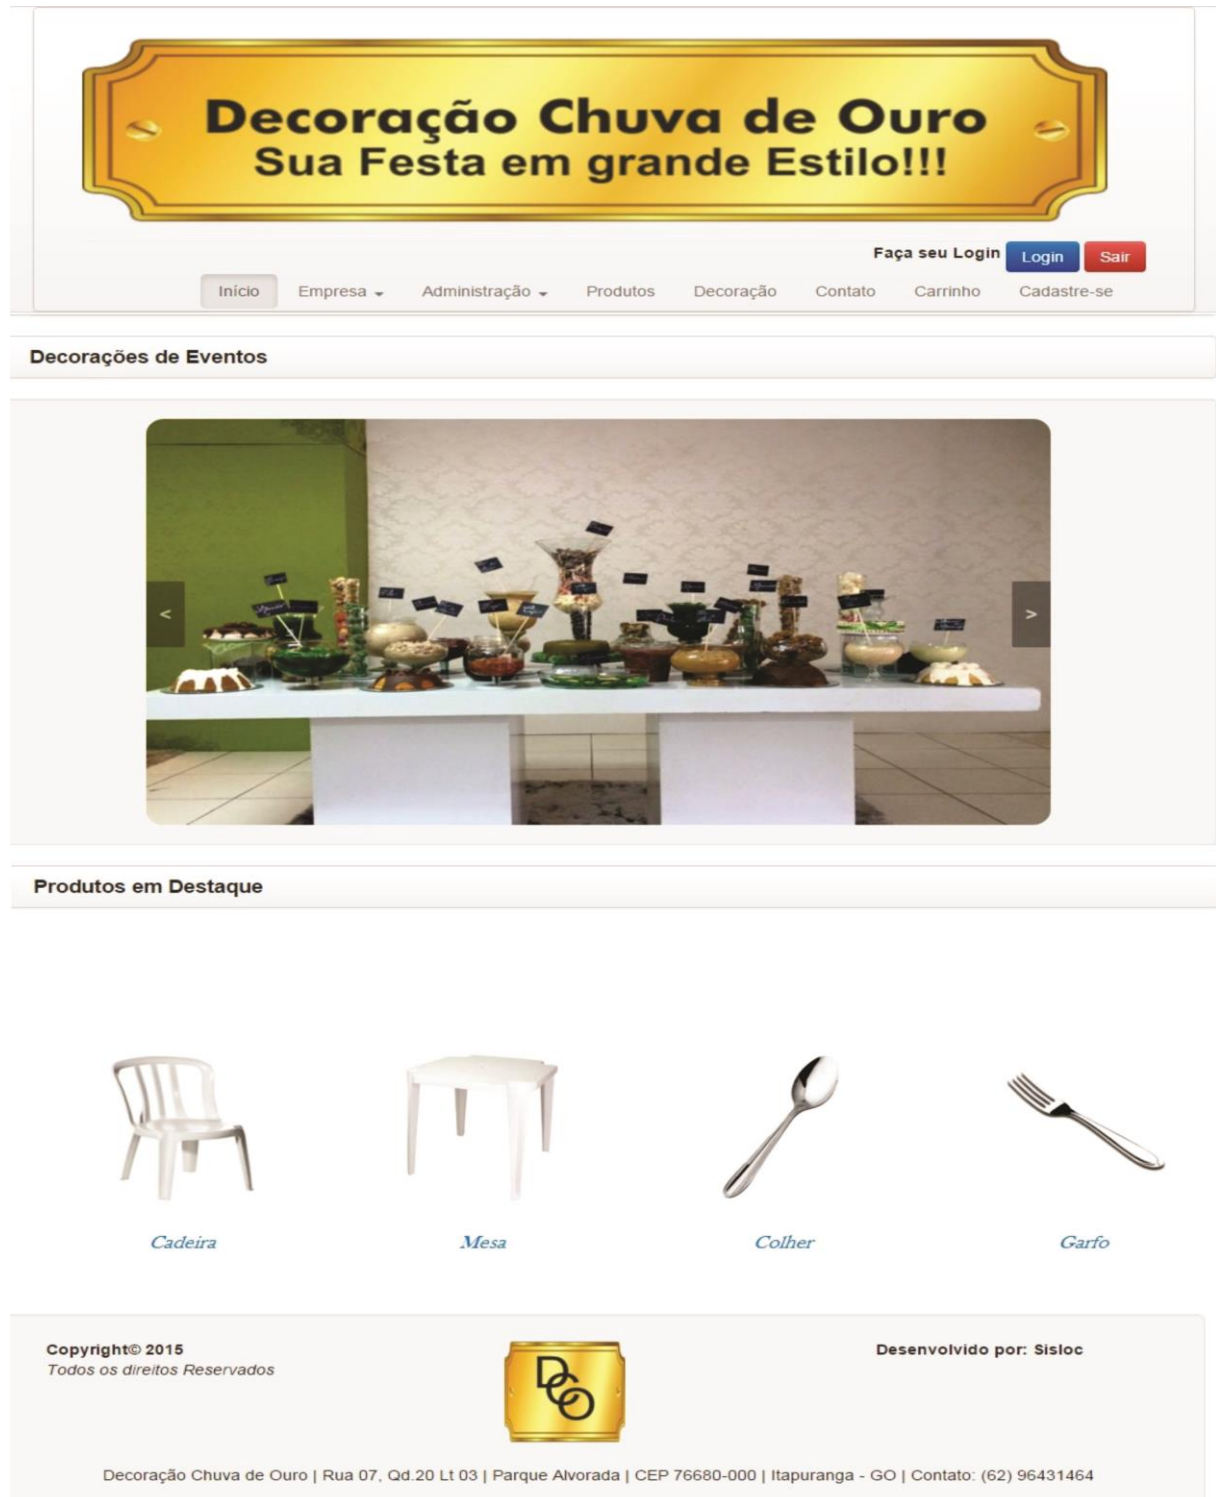 Decoração Chuva de Ouro
Sua Festa em grande Estilo!!!
Faça seu Login Login Sair
Início Empresa Administração Produtos Decoração Contato Carrinho Cadastre-se
Decorações de Eventos
< >
Produtos em Destaque
Cadeira Mesa Colher Garfo
Copyright© 2015 Desenvolvido por: Sisloc
Todos os direitos Reservados
DCO
Decoração Chuva de Ouro | Rua 07, Qd.20 Lt 03 | Parque Alvorada | CEP 76680-000 | Itapuranga - GO | Contato: (62) 96431464